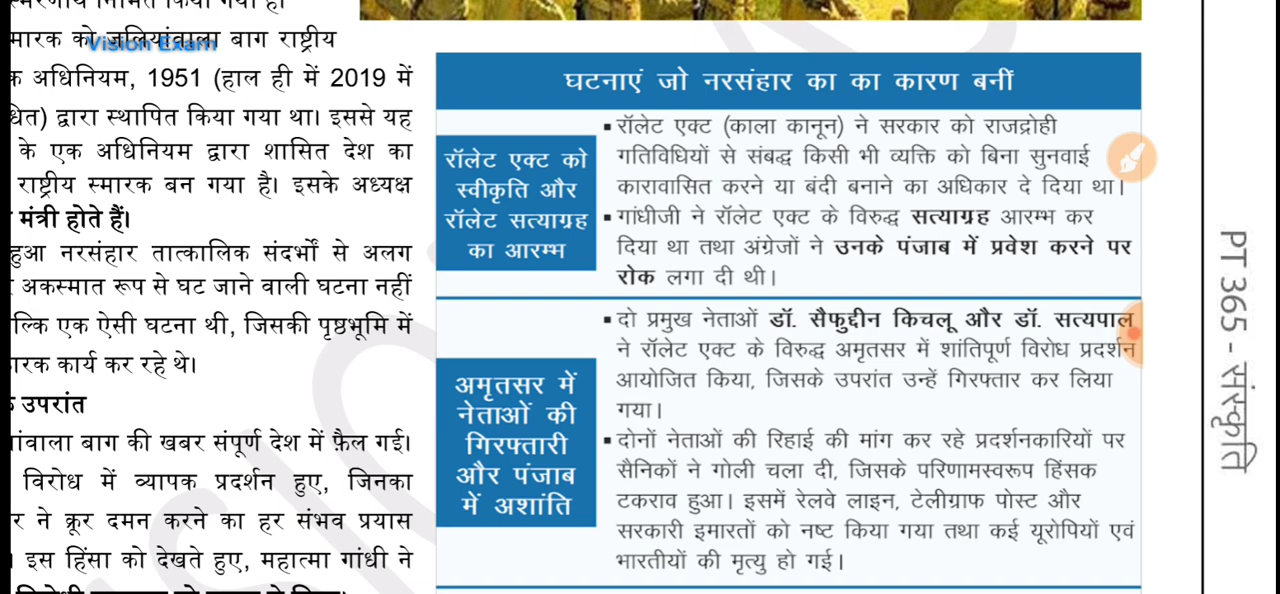 मारक को जलियांवाला बाग राष्ट्रीय
Vision Exam
अधिनियम, 1951 (हाल ही में 2019 में
द्वारा स्थापित किया गया था। इससे यह
के एक अधिनियम द्वारा शासित देश का
राष्ट्रीय स्मारक बन गया है। इसके अध्यक्ष
मंत्री होते हैं।
हुआ नरसंहार तात्कालिक संदर्भों से अलग
अकस्मात रूप से घट जाने वाली घटना नहीं
ल्कि एक ऐसी घटना थी, जिसकी पृष्ठभूमि में
कारक कार्य कर रहे थे।
उपरांत
यांवाला बाग की खबर संपूर्ण देश में फ़ैल गई।
विरोध में व्यापक प्रदर्शन हुए, जिनका
ने क्रूर दमन करने का हर संभव प्रयास
इस हिंसा को देखते हुए, महात्मा गांधी ने
घटनाएं जो नरसंहार का का कारण बनीं
रॉलेट एक्ट को
स्वीकृति और
रॉलेट सत्याग्रह
का आरम्भ
▪ रॉलेट एक्ट (काला कानून) ने सरकार को राजद्रोही
गतिविधियों से संबद्ध किसी भी व्यक्ति को बिना सुनवाई
कारावासित करने या बंदी बनाने का अधिकार दे दिया था।
▪ गांधीजी ने रॉलेट एक्ट के विरुद्ध सत्याग्रह आरम्भ कर
दिया था तथा अंग्रेजों ने उनके पंजाब में प्रवेश करने पर
रोक लगा दी थी।
अमृतसर में
नेताओं की
गिरफ्तारी
और पंजाब
में अशांति
▪ दो प्रमुख नेताओं डॉ. सैफुद्दीन किचलू और डॉ. सत्यपाल
ने रॉलेट एक्ट के विरुद्ध अमृतसर में शांतिपूर्ण विरोध प्रदर्शन
आयोजित किया, जिसके उपरांत उन्हें गिरफ्तार कर लिया
गया।
▪ दोनों नेताओं की रिहाई की मांग कर रहे प्रदर्शनकारियों पर
सैनिकों ने गोली चला दी, जिसके परिणामस्वरूप हिंसक
टकराव हुआ। इसमें रेलवे लाइन, टेलीग्राफ पोस्ट और
सरकारी इमारतों को नष्ट किया गया तथा कई यूरोपियों एवं
भारतीयों की मृत्यु हो गई।
PT 365 - संस्कृति